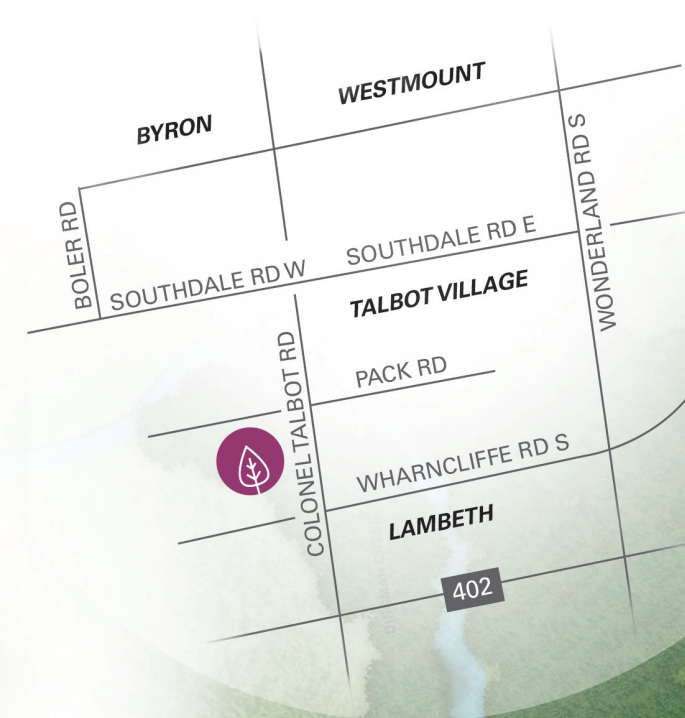 WESTMOUNT
BYRON
WONDERLAND RD S
BOLER RD
SOUTHDALE RD W
SOUTHDALE RD E
TALBOT VILLAGE
COLONEL TALBOT RD
PACK RD
WHARNCLIFFE RD S
LAMBETH
402